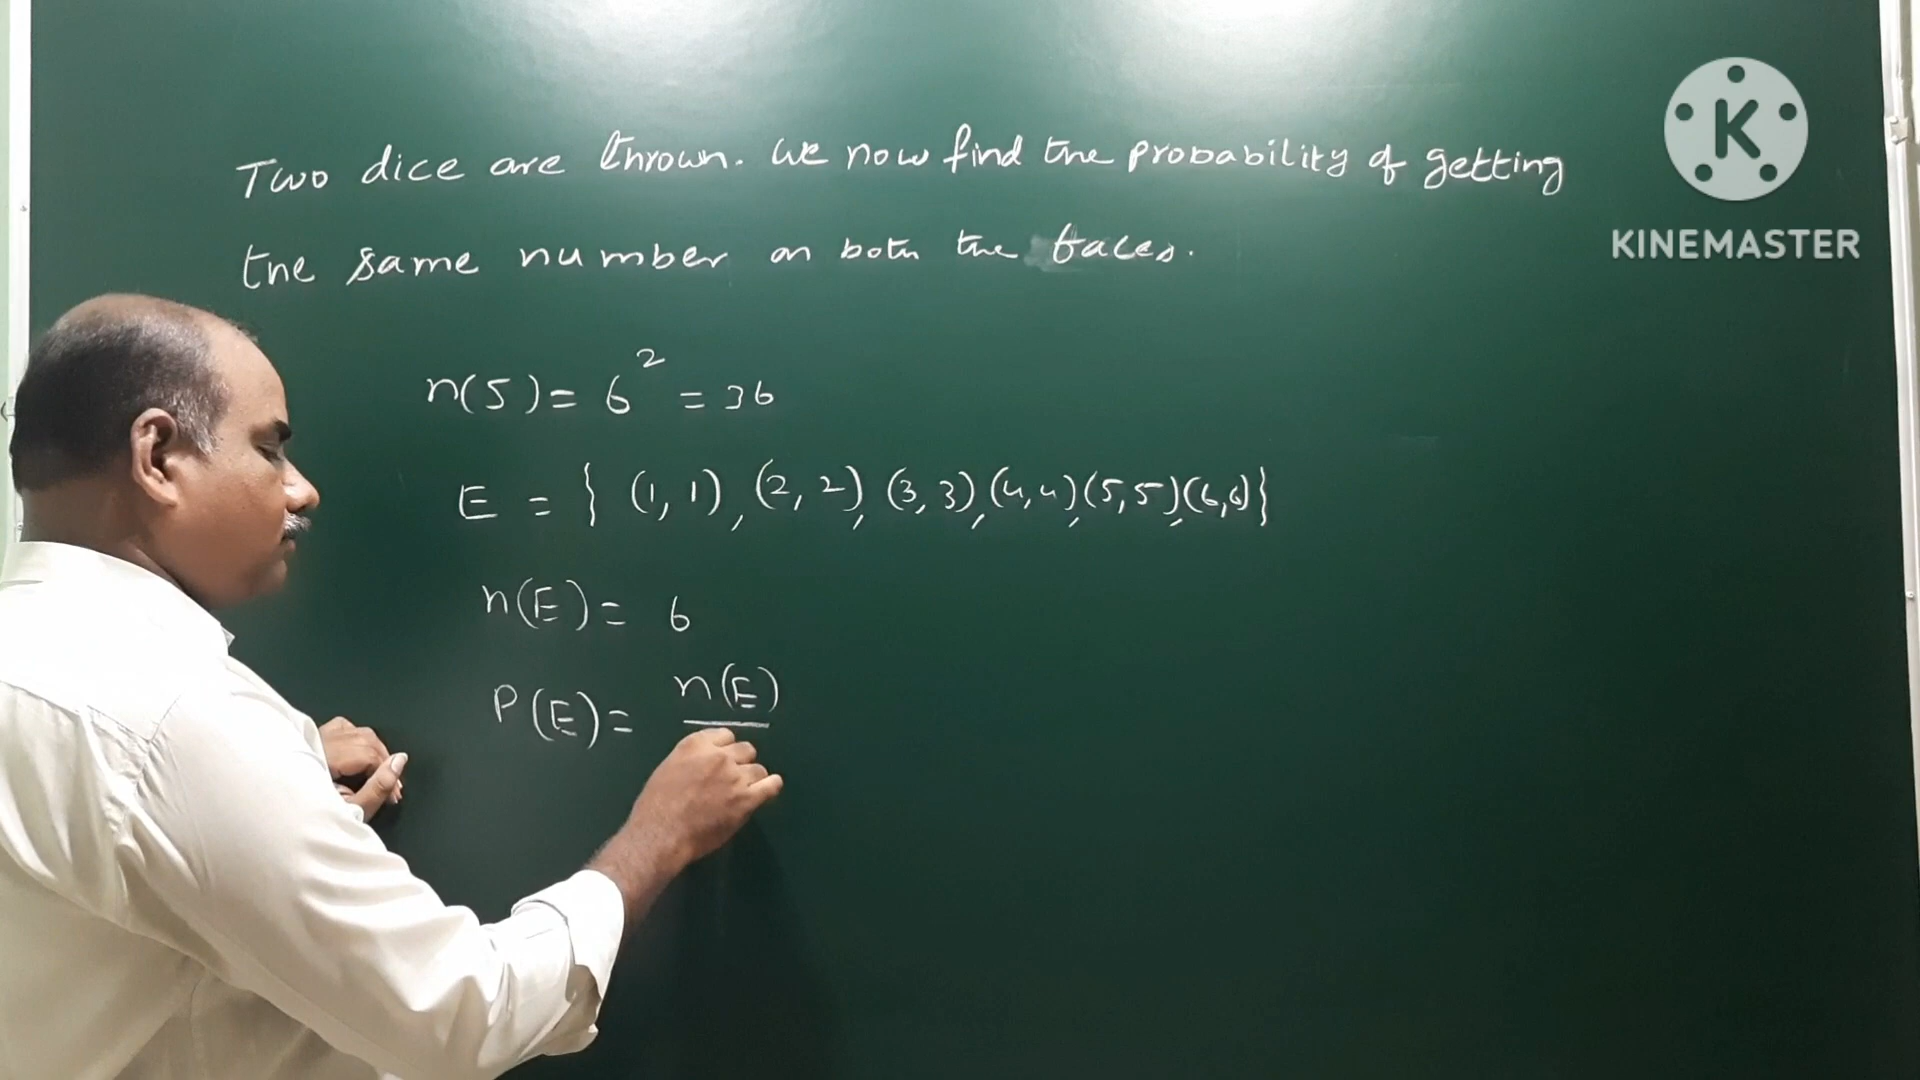 Two dice are thrown. We now find the probability of getting
the same number on both the faces.
K
KINEMASTER
n(S) = 6² = 36
E = { (1, 1), (2, 2), (3, 3), (4, 4), (5, 5), (6, 6) }
n(E) = 6
P(E) = n(E)